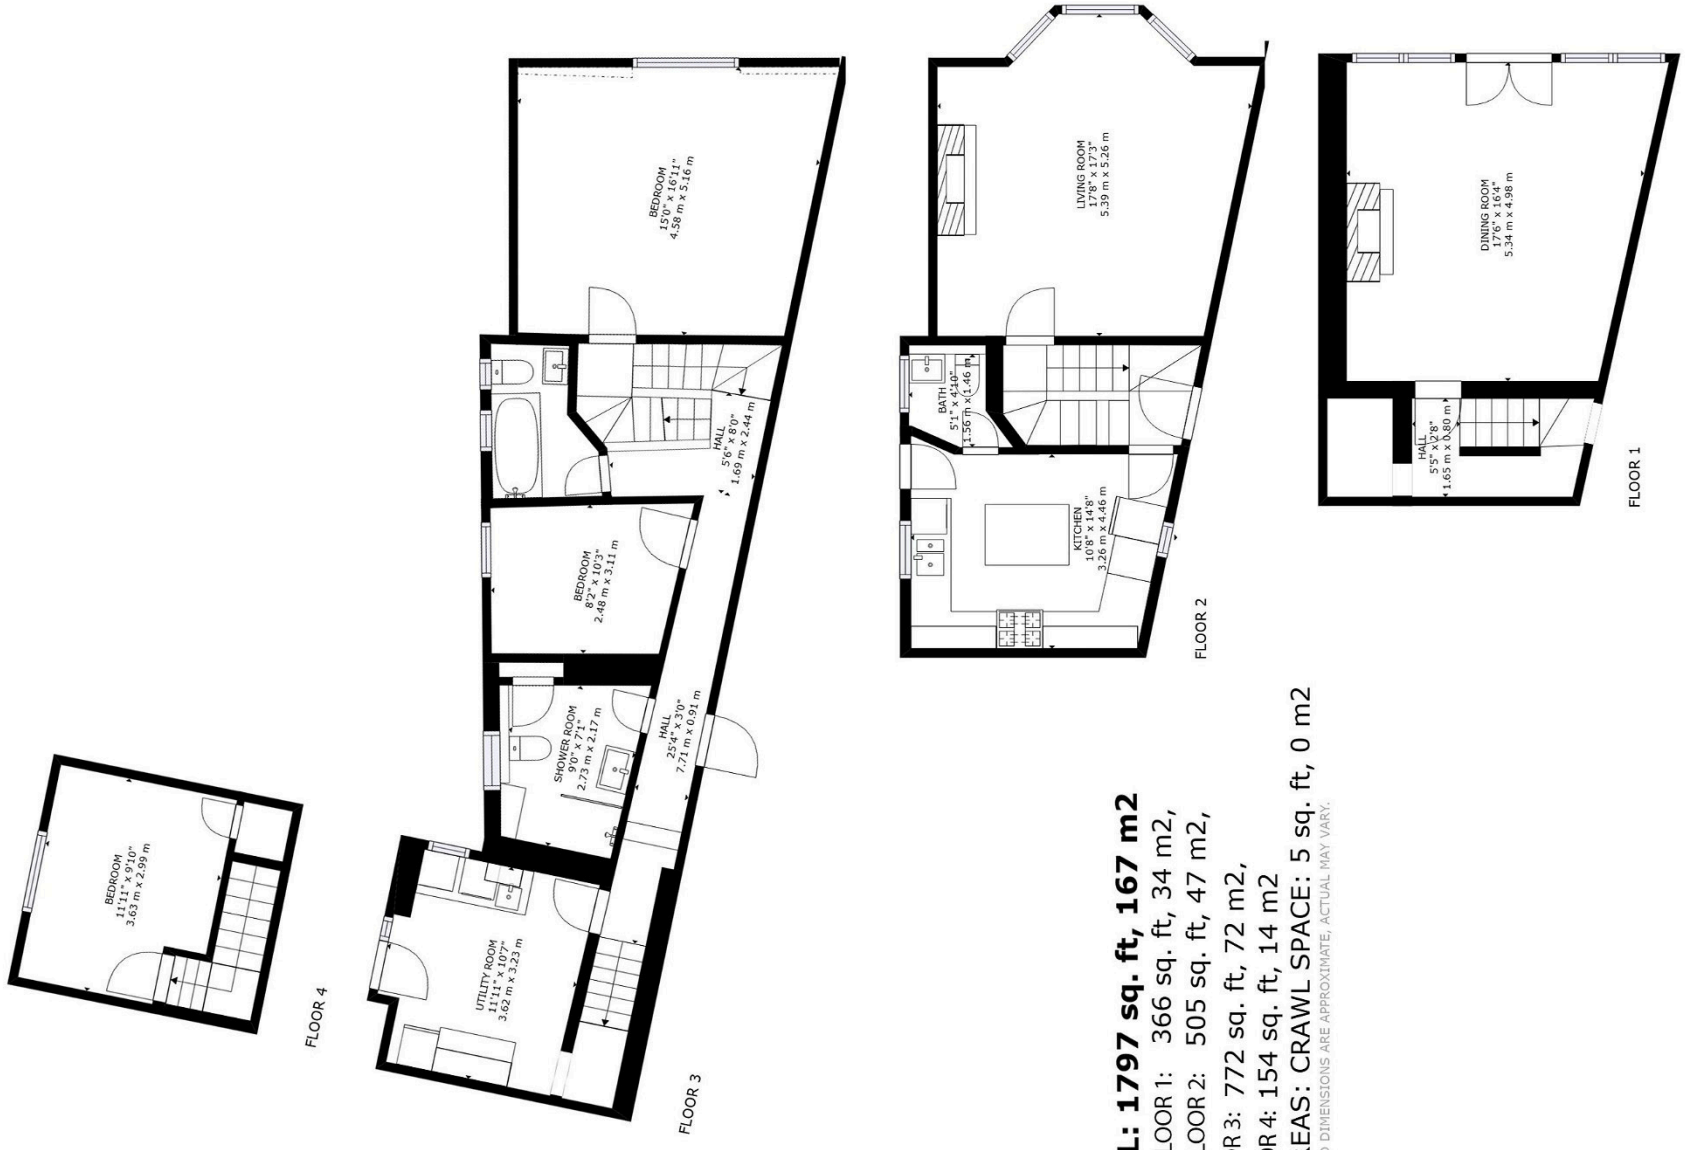 BEDROOM
15'0" x 16'11"
4.58 m x 5.16 m
HALL
5'6" x 8'0"
1.69 m x 2.44 m
BEDROOM
8'2" x 10'3"
2.48 m x 3.11 m
SHOWER ROOM
9'0" x 7'1"
2.73 m x 2.17 m
HALL
25'4" x 3'0"
7.71 m x 0.91 m
UTILITY ROOM
11'11" x 10'7"
3.62 m x 3.23 m
FLOOR 3
BEDROOM
11'11" x 9'10"
3.63 m x 2.99 m
FLOOR 4
LIVING ROOM
17'8" x 17'3"
5.39 m x 5.26 m
BATH
5'1" x 4'10"
1.56 m x 1.46 m
KITCHEN
10'8" x 14'8"
3.26 m x 4.46 m
FLOOR 2
DINING ROOM
17'6" x 16'4"
5.34 m x 4.98 m
HALL
5'5" x 2'8"
1.65 m x 0.80 m
FLOOR 1
L: 1797 sq. ft, 167 m2
LOOR 1: 366 sq. ft, 34 m2,
LOOR 2: 505 sq. ft, 47 m2,
OR 3: 772 sq. ft, 72 m2,
OR 4: 154 sq. ft, 14 m2
EAS: CRAWL SPACE: 5 sq. ft, 0 m2
D DIMENSIONS ARE APPROXIMATE, ACTUAL MAY VARY.